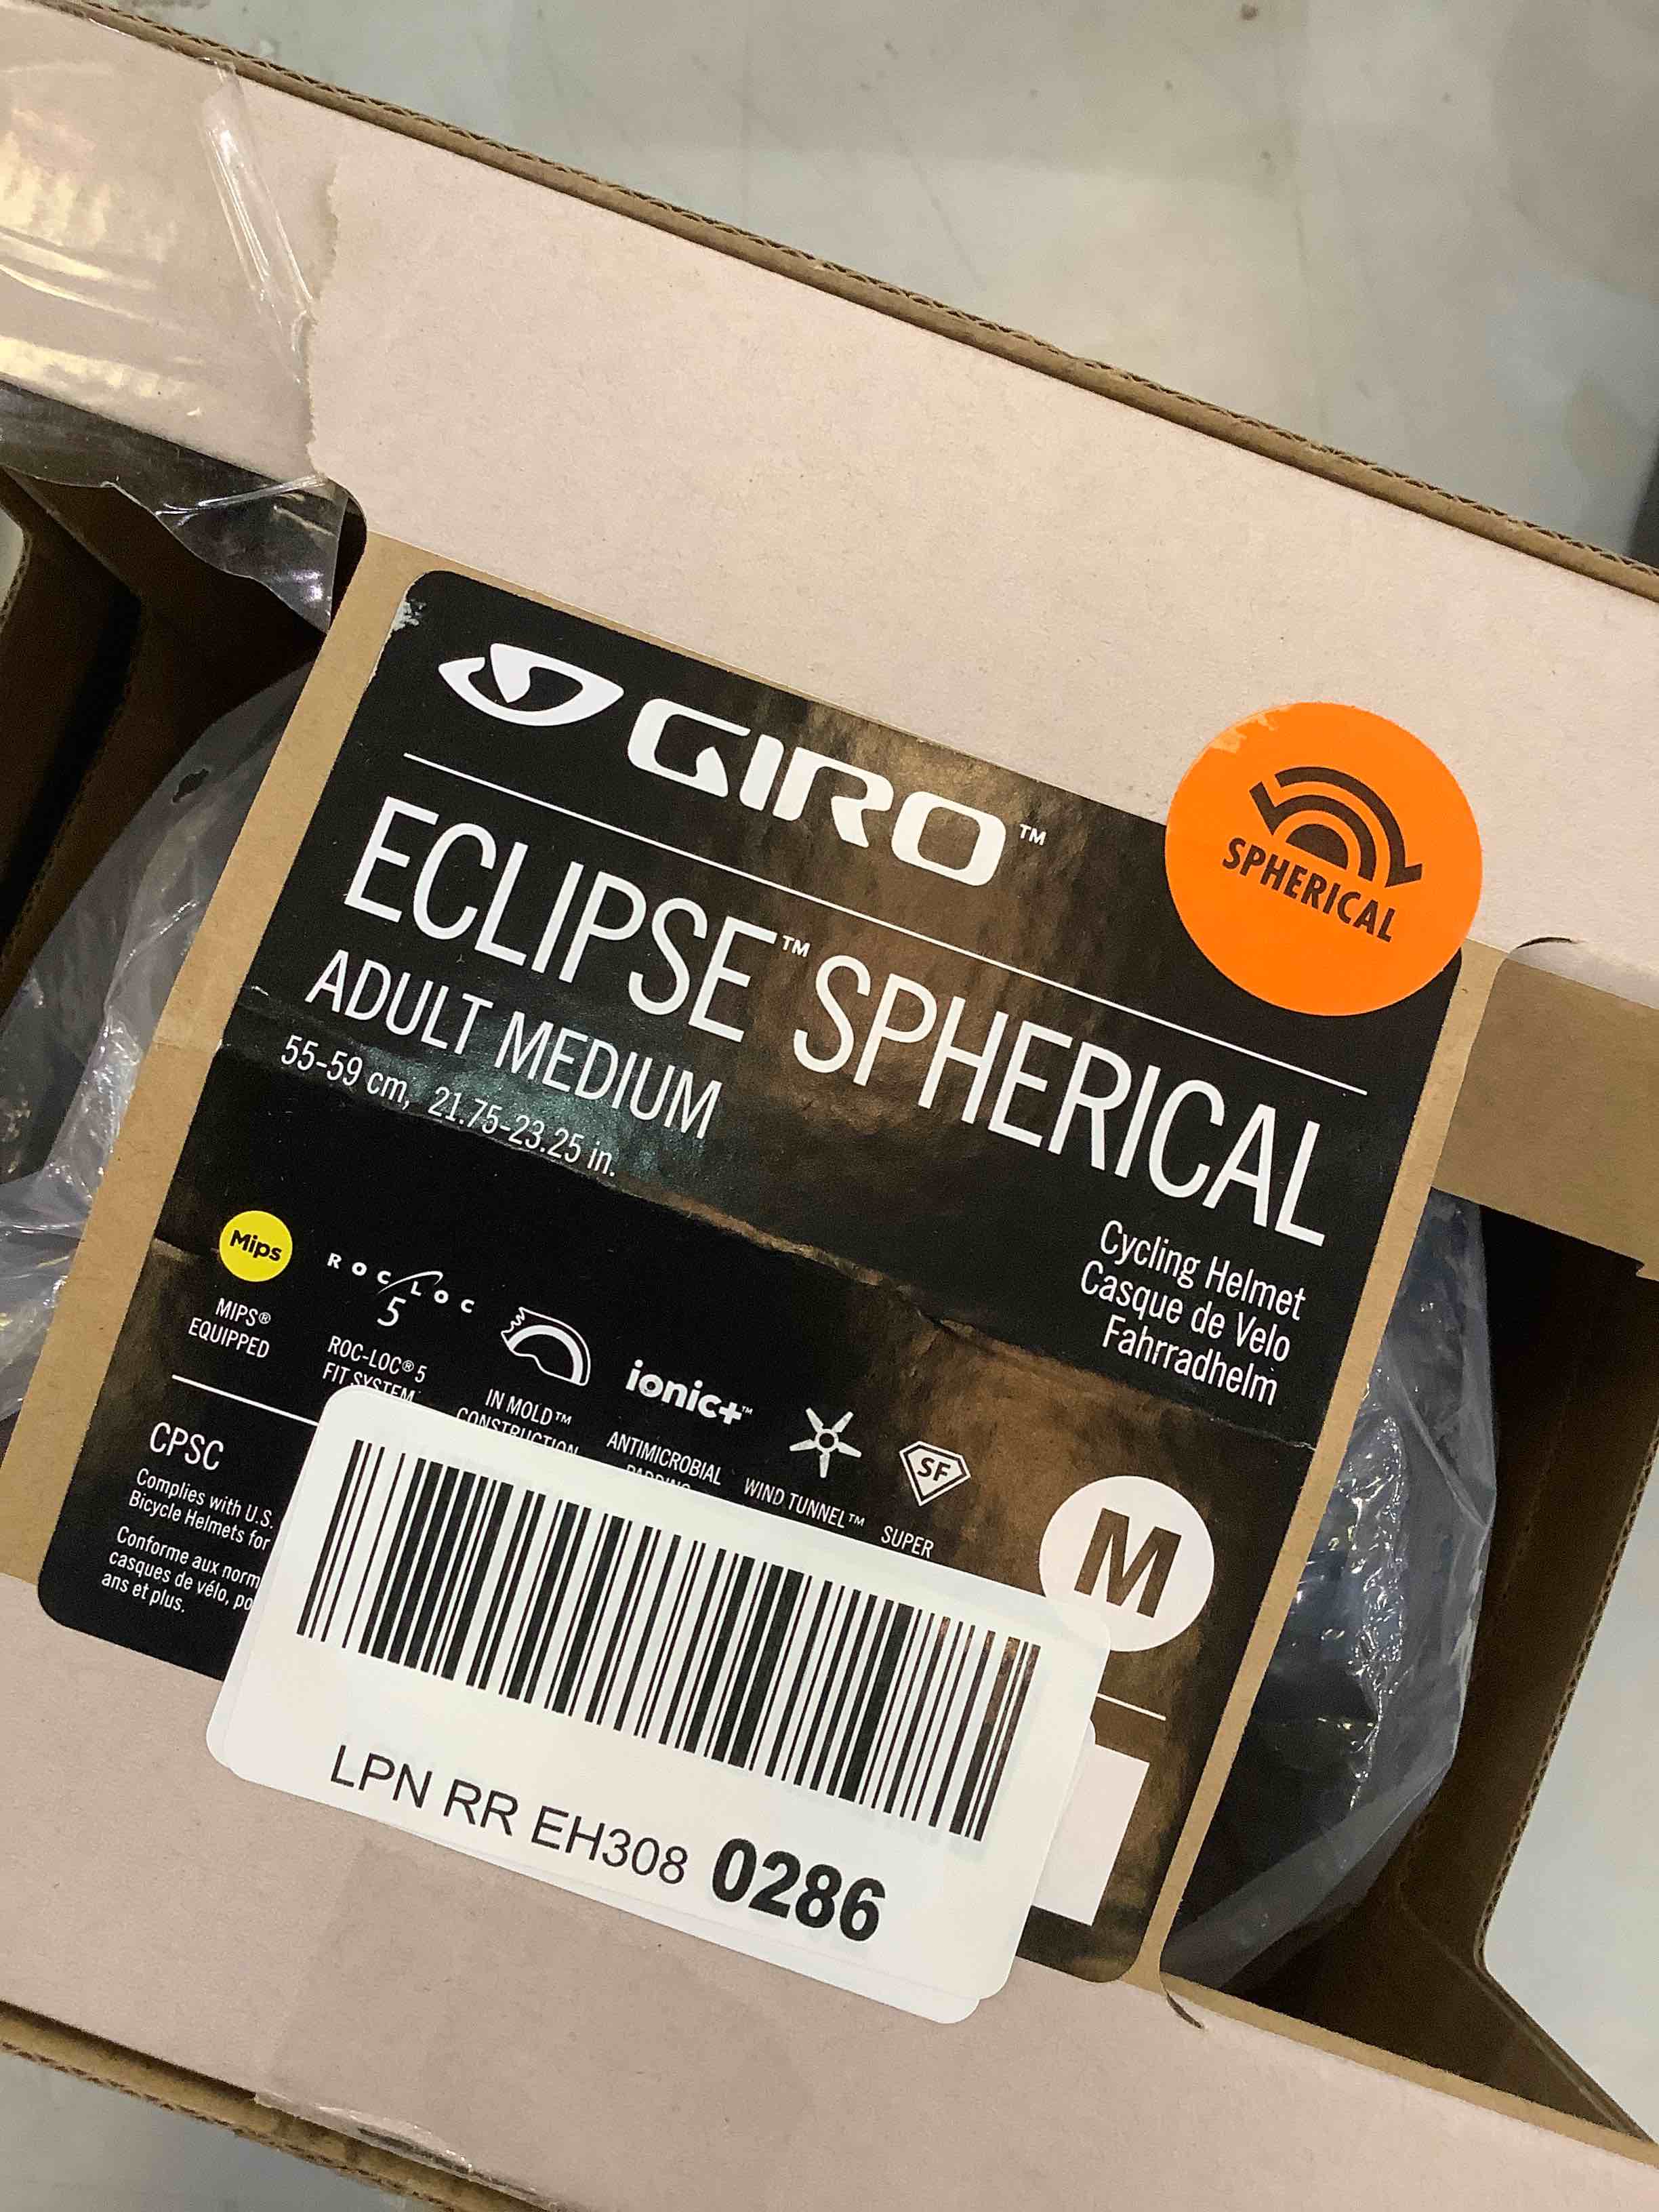 GIRO™
SPHERICAL
ECLIPSE™ SPHERICAL
ADULT MEDIUM
55-59 cm, 21.75-23.25 in.
Cycling Helmet
Casque de Velo
Fahrradhelm
Mips
MIPS®
EQUIPPED
ROC LOC
5
ROC-LOC® 5
FIT SYSTEM
IN MOLD™
CONSTRUCTION
ionic+™
ANTIMICROBIAL
PADDING
WIND TUNNEL™
SF
SUPER
M
CPSC
Complies with U.S.
Bicycle Helmets for
Conforme aux norm
casques de vélo, po
ans et plus.
LPN RR EH308 0286